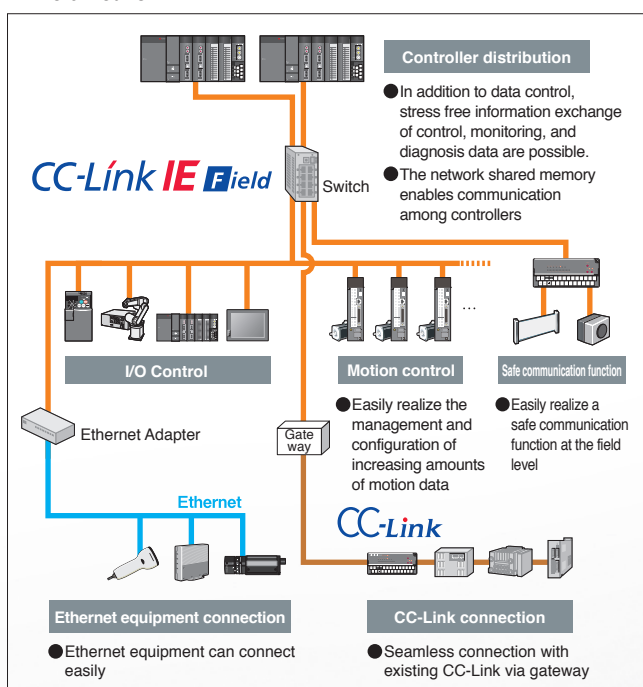 Controller distribution
●In addition to data control,
stress free information exchange
of control, monitoring, and
diagnosis data are possible.
●The network shared memory
enables communication
among controllers
CC-Link IE Field
Switch
...
I/O Control
Motion control
Safe communication function
●Easily realize the
management and
configuration of
increasing amounts
of motion data
●Easily realize a
safe communication
function at the field
level
Ethernet Adapter
Gate
way
Ethernet
CC-Link
Ethernet equipment connection
●Ethernet equipment can connect
easily
CC-Link connection
●Seamless connection with
existing CC-Link via gateway